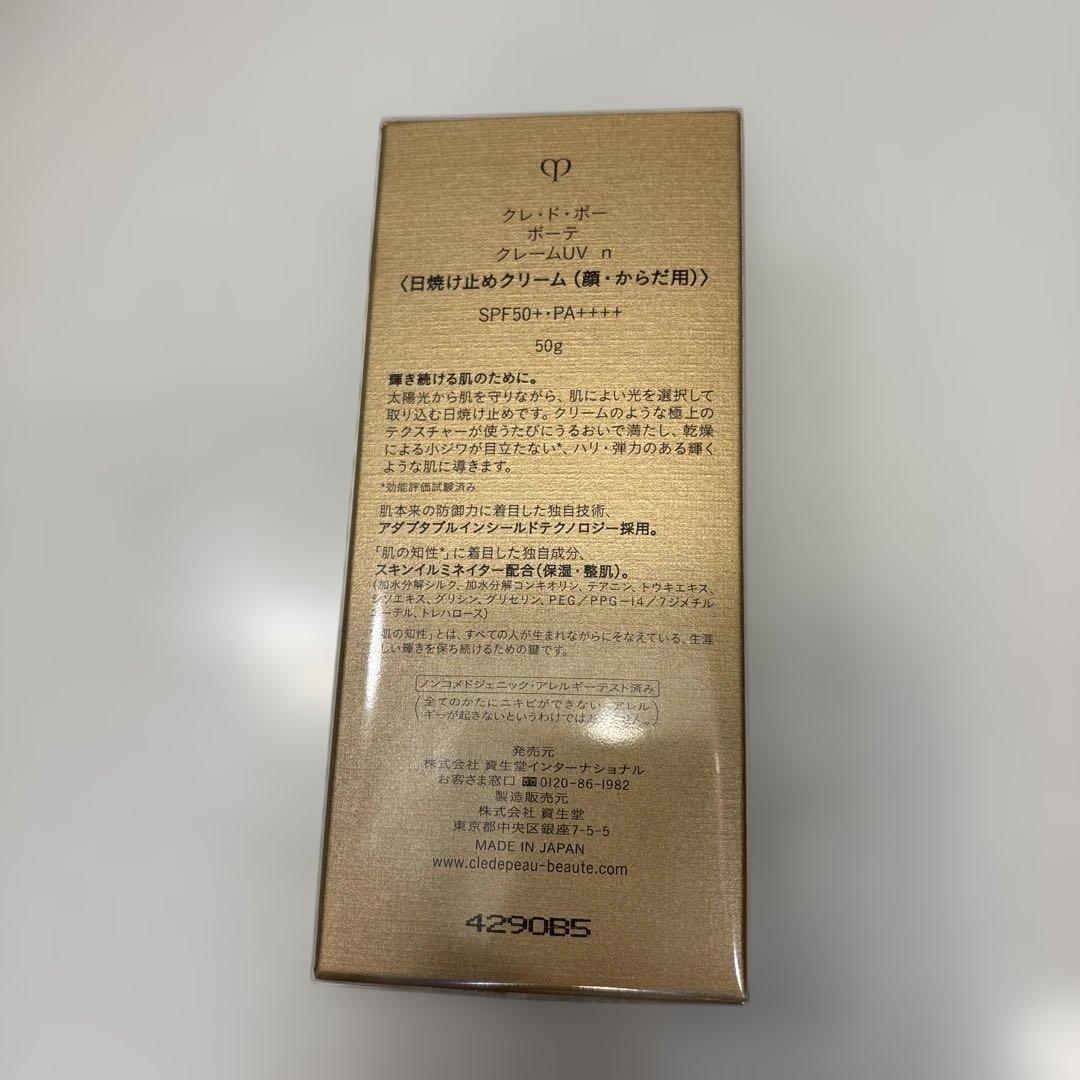 クレ・ド・ポー
ボーテ
クレームUV n
〈日焼け止めクリーム（顔・からだ用）〉
SPF50+・PA++++
50g
輝き続ける肌のために。
太陽光から肌を守りながら、肌によい光を選択して
取り込む日焼け止めです。クリームのような極上の
テクスチャーが使うたびにうるおいで満たし、乾燥
による小ジワが目立たない*、ハリ・弾力のある輝く
ような肌に導きます。
*効能評価試験済み
肌本来の防御力に着目した独自技術、
アダプタブルインシールドテクノロジー採用。
「肌の知性*」に着目した独自成分、
スキンイルミネイター配合（保湿・整肌）。
（加水分解シルク、加水分解コンキオリン、テアニン、トウキエキス、
シソエキス、グリシン、グリセリン、PEG／PPG－14／7ジメチル
エーテル、トレハロース）
肌の知性」とは、すべての人が生まれながらにそなえている、生涯
しい輝きを保ち続けるための鍵です。
ノンコメドジェニック・アレルギーテスト済み
（全てのかたにニキビができない、アレル
ギーが起きないというわけではありません。）
発売元
株式会社 資生堂インターナショナル
お客さま窓口 0120-86-1982
製造販売元
株式会社 資生堂
東京都中央区銀座7-5-5
MADE IN JAPAN
www.cledepeau-beaute.com
4290B5